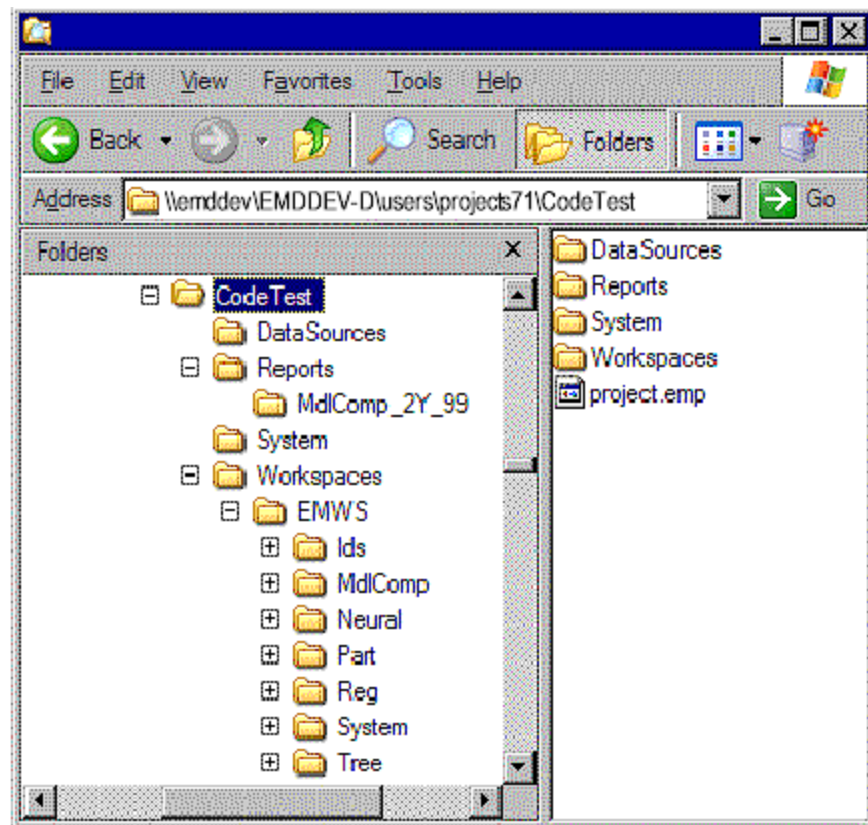 File Edit View Favorites Tools Help
Back Search Folders
Address \\emddev\EMDDEV-D\users\projects71\CodeTest Go
Folders
CodeTest
DataSources
Reports
MdlComp_2Y_99
System
Workspaces
EMWS
Ids
MdlComp
Neural
Part
Reg
System
Tree
DataSources
Reports
System
Workspaces
project.emp